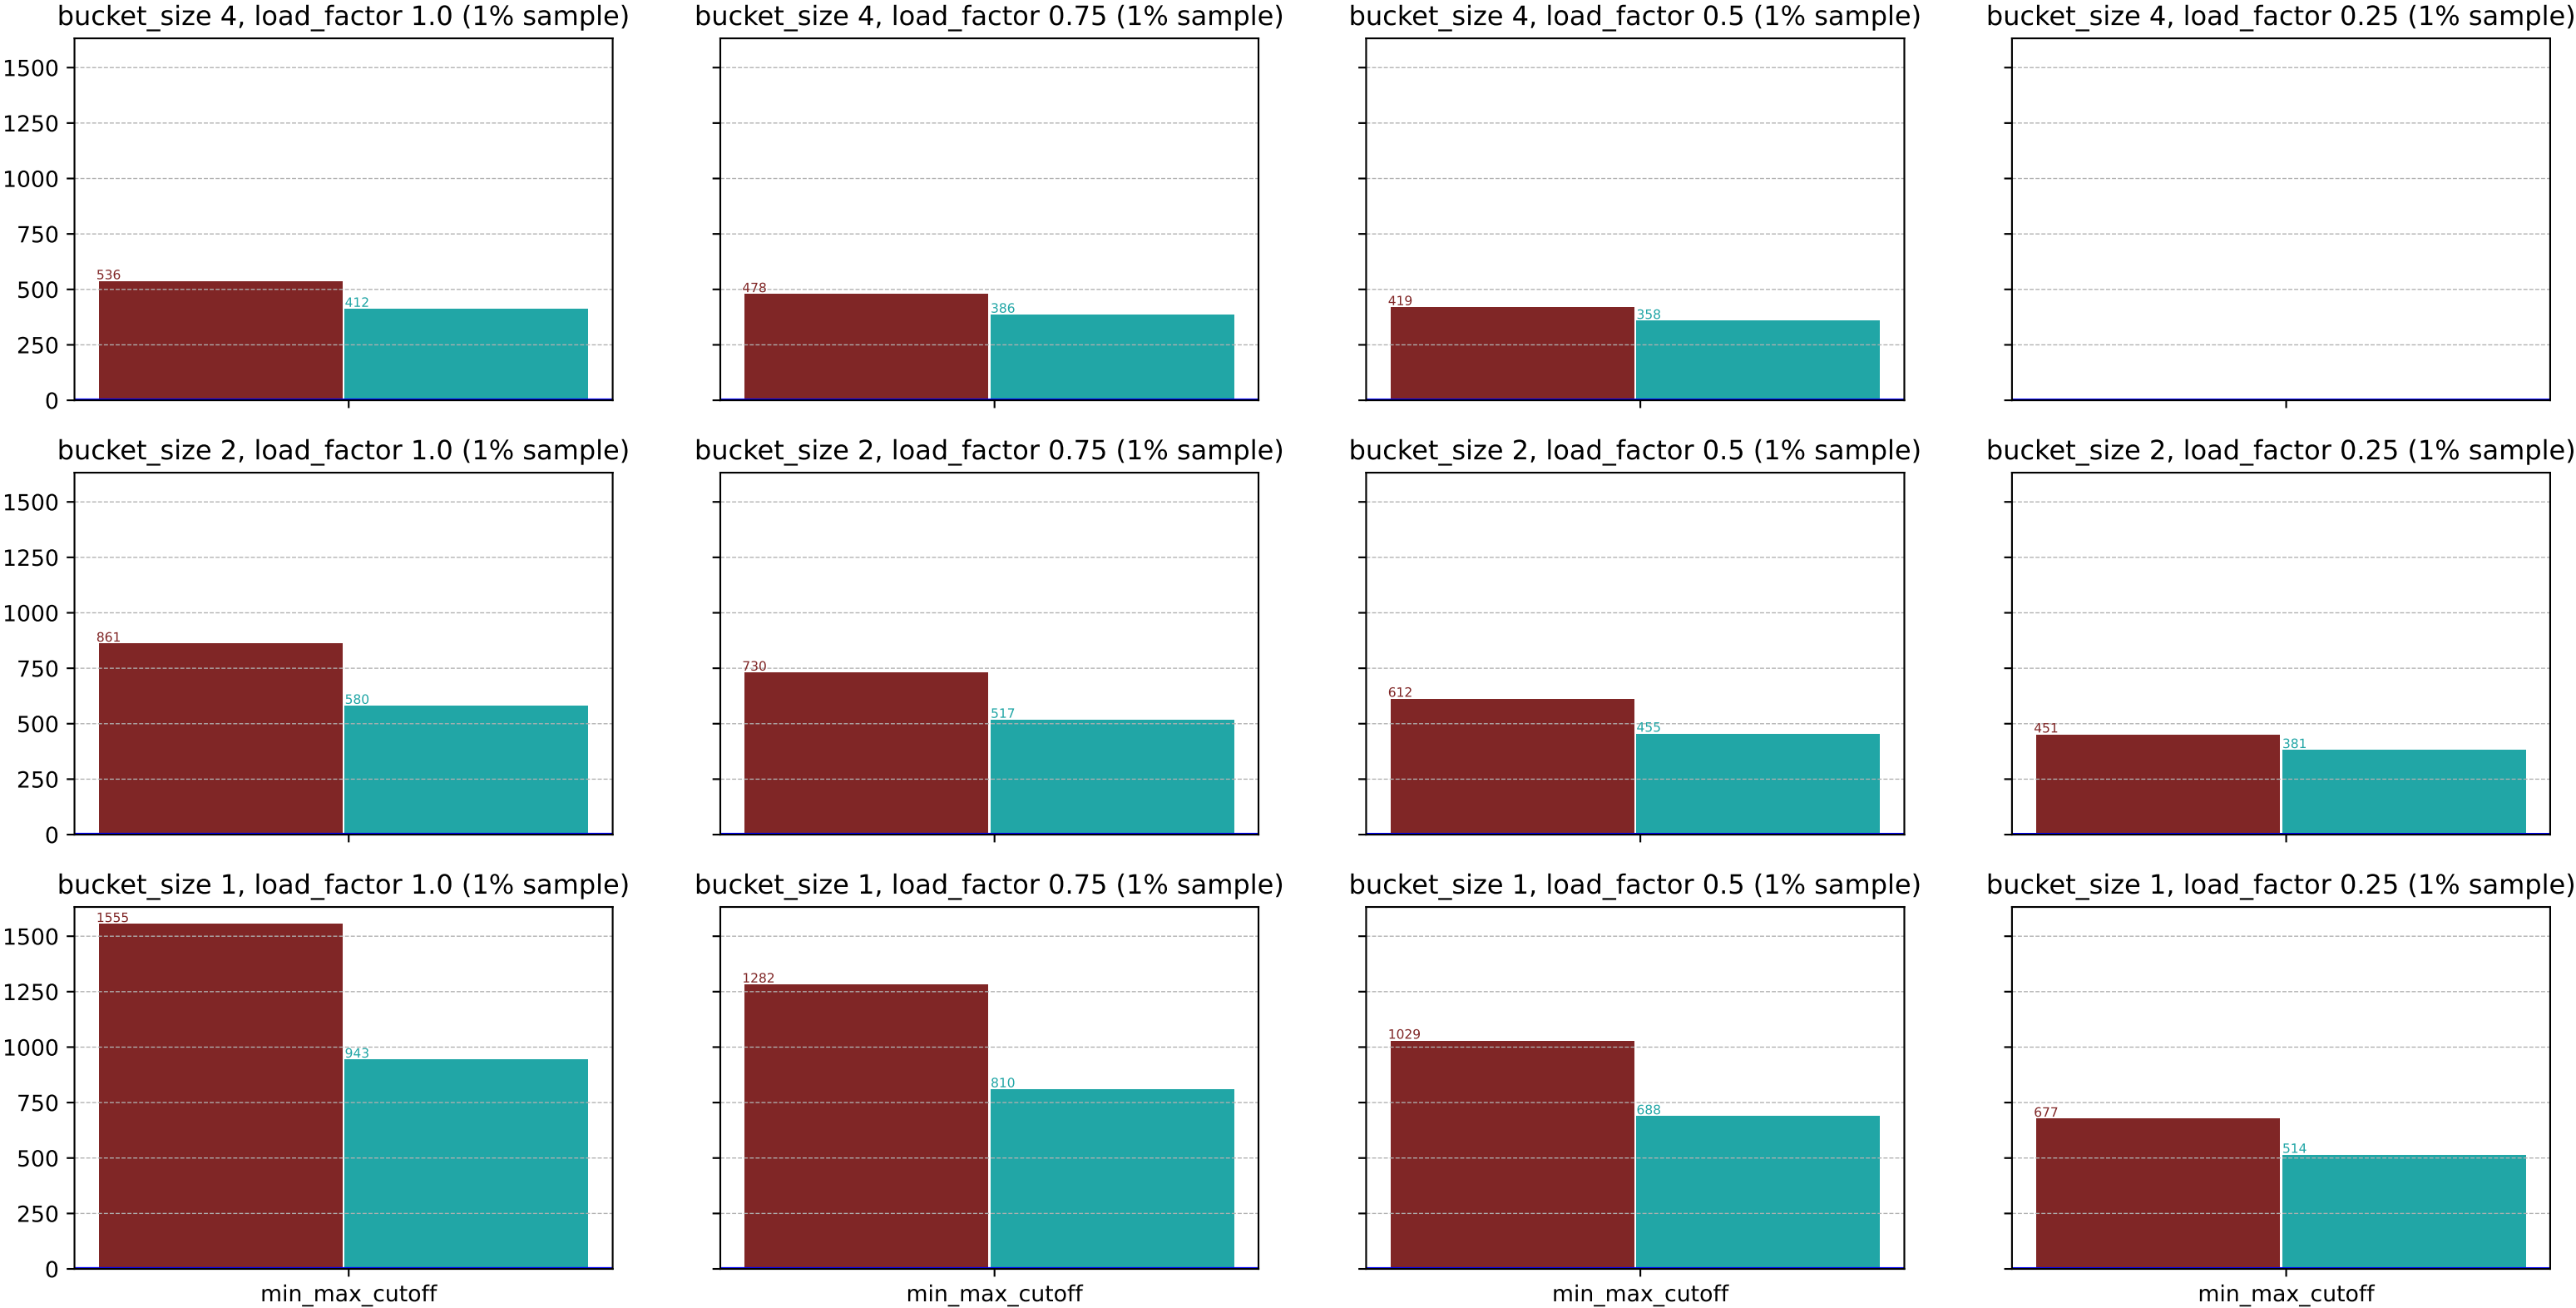 bucket_size 4, load_factor 1.0 (1% sample)
bucket_size 4, load_factor 0.75 (1% sample)
bucket_size 4, load_factor 0.5 (1% sample)
bucket_size 4, load_factor 0.25 (1% sample)
1500
1250
1000
750
500
250
0
536
412
478
386
419
358
bucket_size 2, load_factor 1.0 (1% sample)
bucket_size 2, load_factor 0.75 (1% sample)
bucket_size 2, load_factor 0.5 (1% sample)
bucket_size 2, load_factor 0.25 (1% sample)
1500
1250
1000
750
500
250
0
861
580
730
517
612
455
451
381
bucket_size 1, load_factor 1.0 (1% sample)
bucket_size 1, load_factor 0.75 (1% sample)
bucket_size 1, load_factor 0.5 (1% sample)
bucket_size 1, load_factor 0.25 (1% sample)
1500
1250
1000
750
500
250
0
1555
943
1282
810
1029
688
677
514
min_max_cutoff
min_max_cutoff
min_max_cutoff
min_max_cutoff